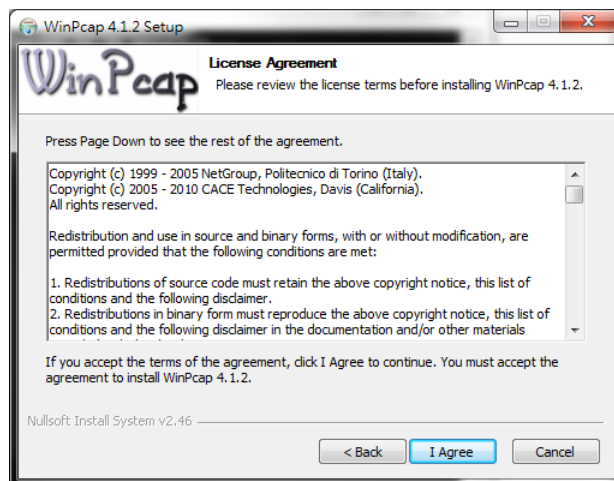 WinPcap 4.1.2 Setup
WinPcap
License Agreement
Please review the license terms before installing WinPcap 4.1.2.
Press Page Down to see the rest of the agreement.
Copyright (c) 1999 - 2005 NetGroup, Politecnico di Torino (Italy).
Copyright (c) 2005 - 2010 CACE Technologies, Davis (California).
All rights reserved.
Redistribution and use in source and binary forms, with or without modification, are
permitted provided that the following conditions are met:
1. Redistributions of source code must retain the above copyright notice, this list of
conditions and the following disclaimer.
2. Redistributions in binary form must reproduce the above copyright notice, this list of
conditions and the following disclaimer in the documentation and/or other materials
If you accept the terms of the agreement, click I Agree to continue. You must accept the
agreement to install WinPcap 4.1.2.
Nullsoft Install System v2.46
< Back
I Agree
Cancel